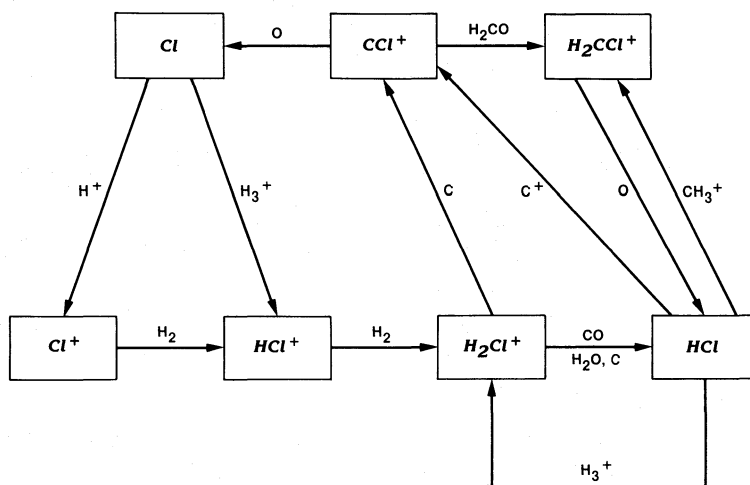 Cl
O
CCl+
H2CO
H2CCl+
H+
H3+
C
C+
O
CH3+
Cl+
H2
HCl+
H2
H2Cl+
CO
H2O, C
HCl
H3+